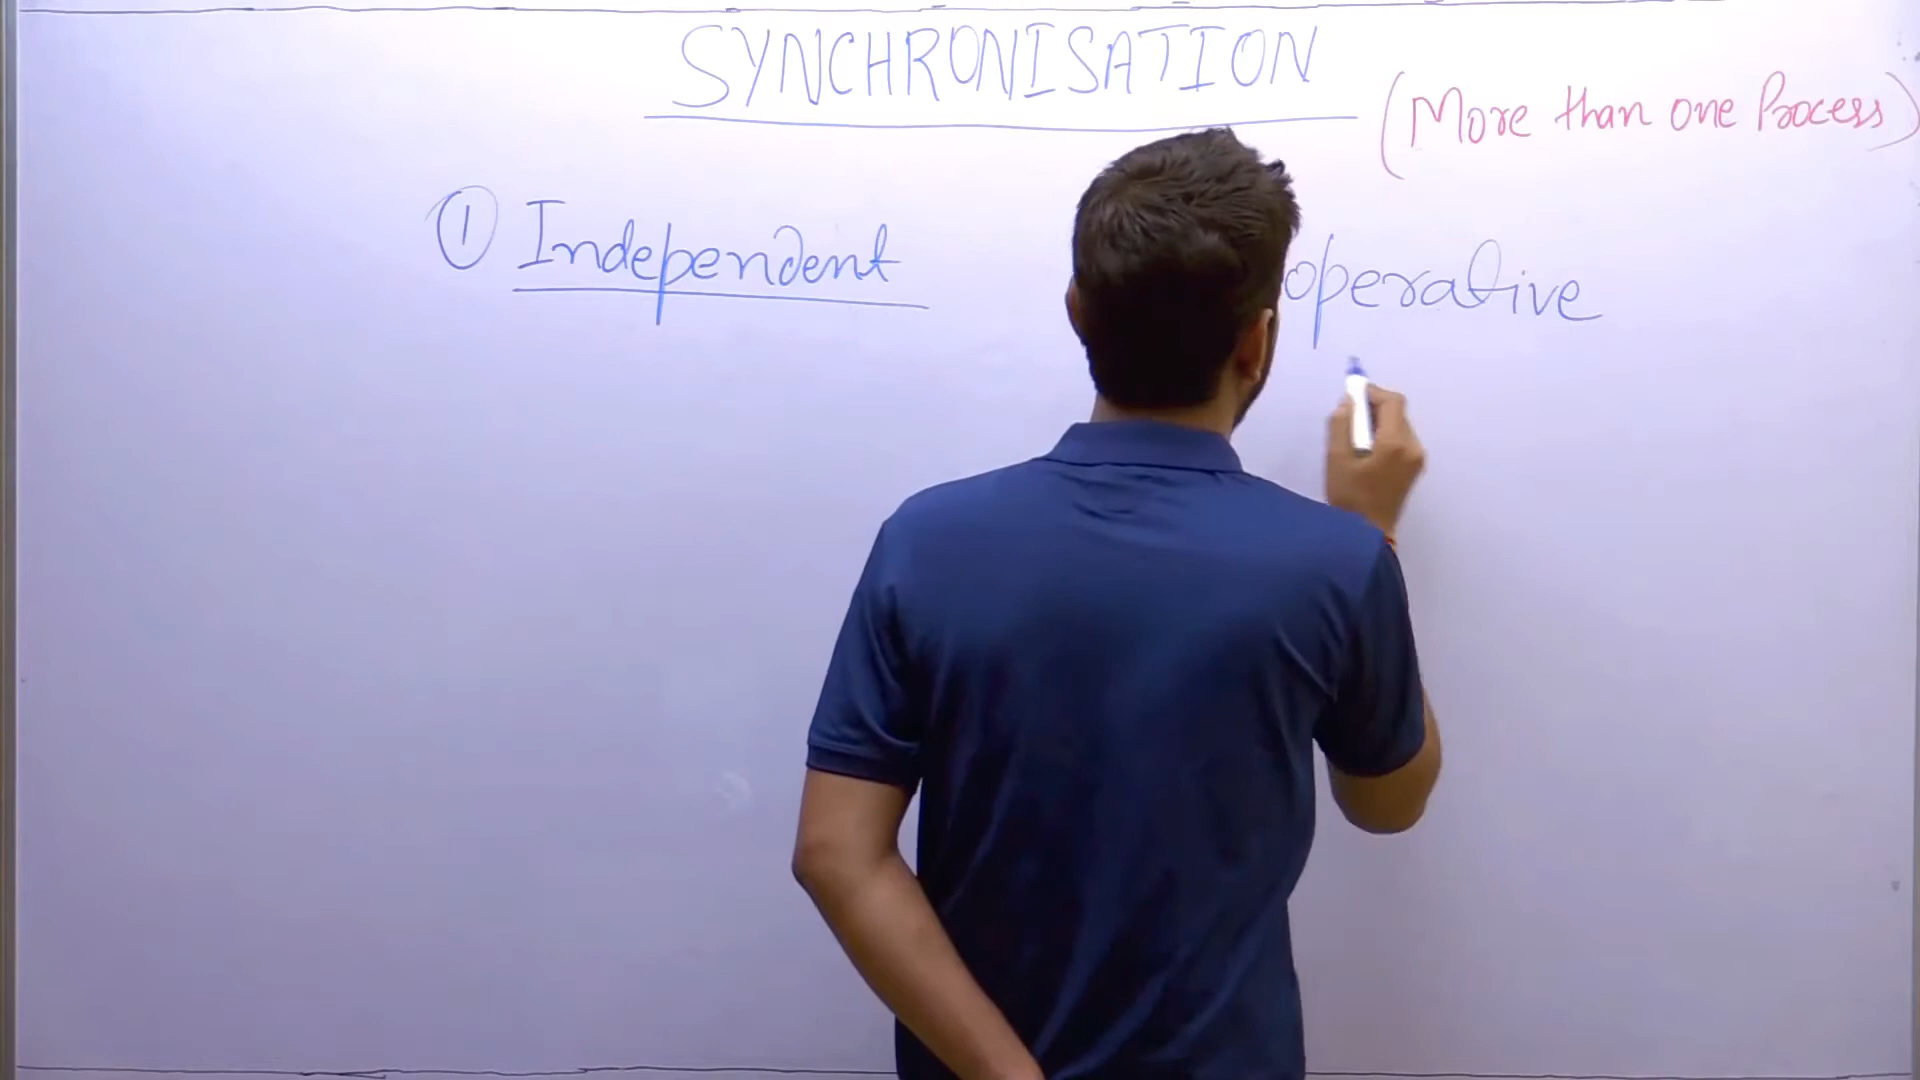 SYNCHRONISATION
(More than one Process)
① Independent
operative